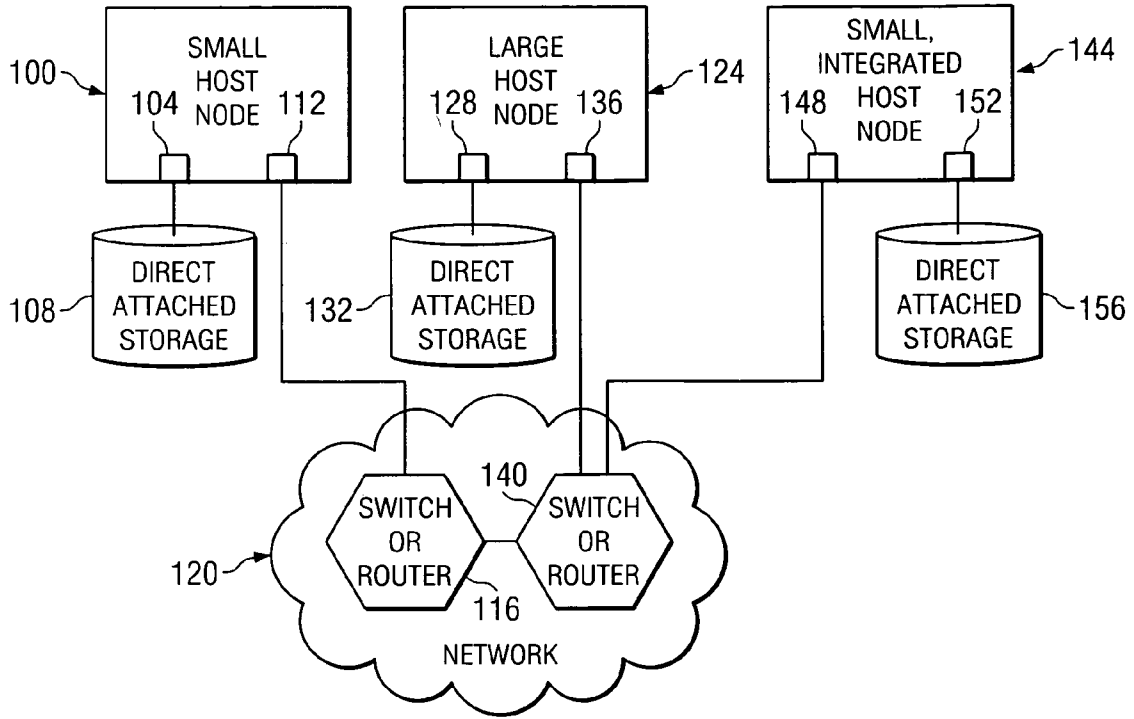 SMALL
HOST
NODE
100
104
112
LARGE
HOST
NODE
124
128
136
SMALL,
INTEGRATED
HOST
NODE
144
148
152
DIRECT
ATTACHED
STORAGE
108
DIRECT
ATTACHED
STORAGE
132
DIRECT
ATTACHED
STORAGE
156
140
SWITCH
OR
ROUTER
SWITCH
OR
ROUTER
120
116
NETWORK